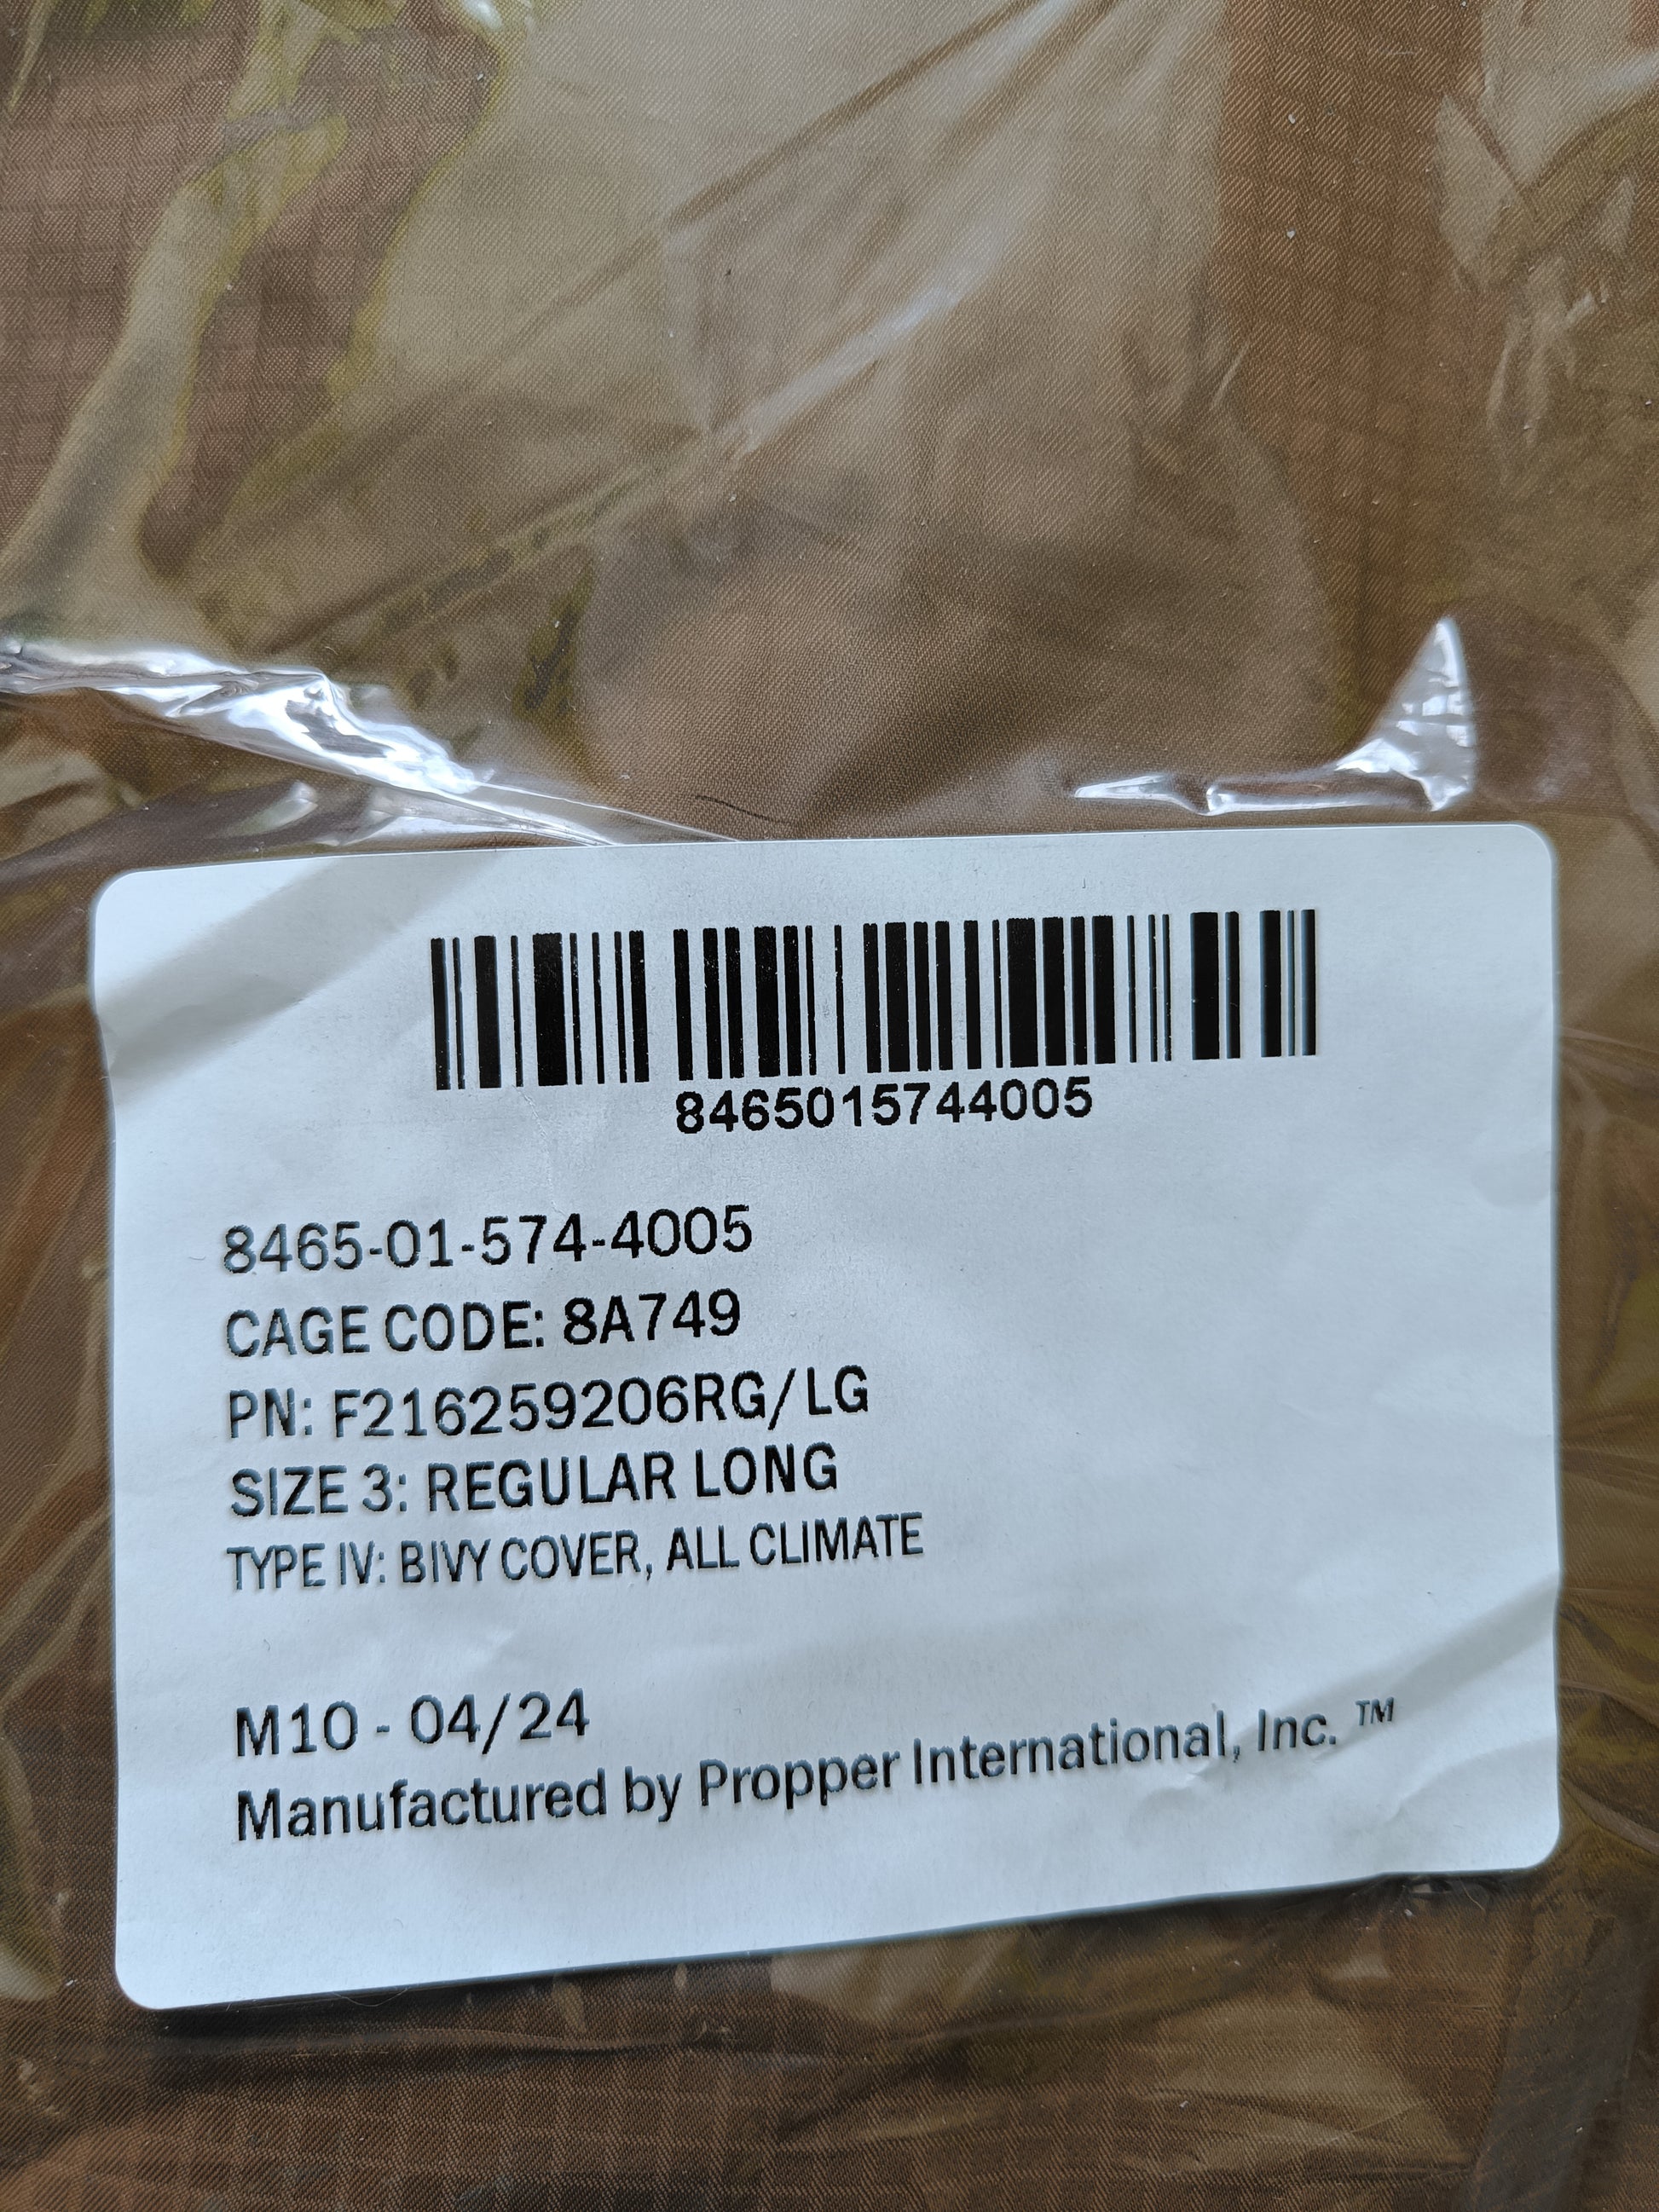 8465015744005
8465-01-574-4005
CAGE CODE: 8A749
PN: F216259206RG/LG
SIZE 3: REGULAR LONG
TYPE IV: BIVY COVER, ALL CLIMATE
M10 - 04/24
Manufactured by Propper International, Inc. ™